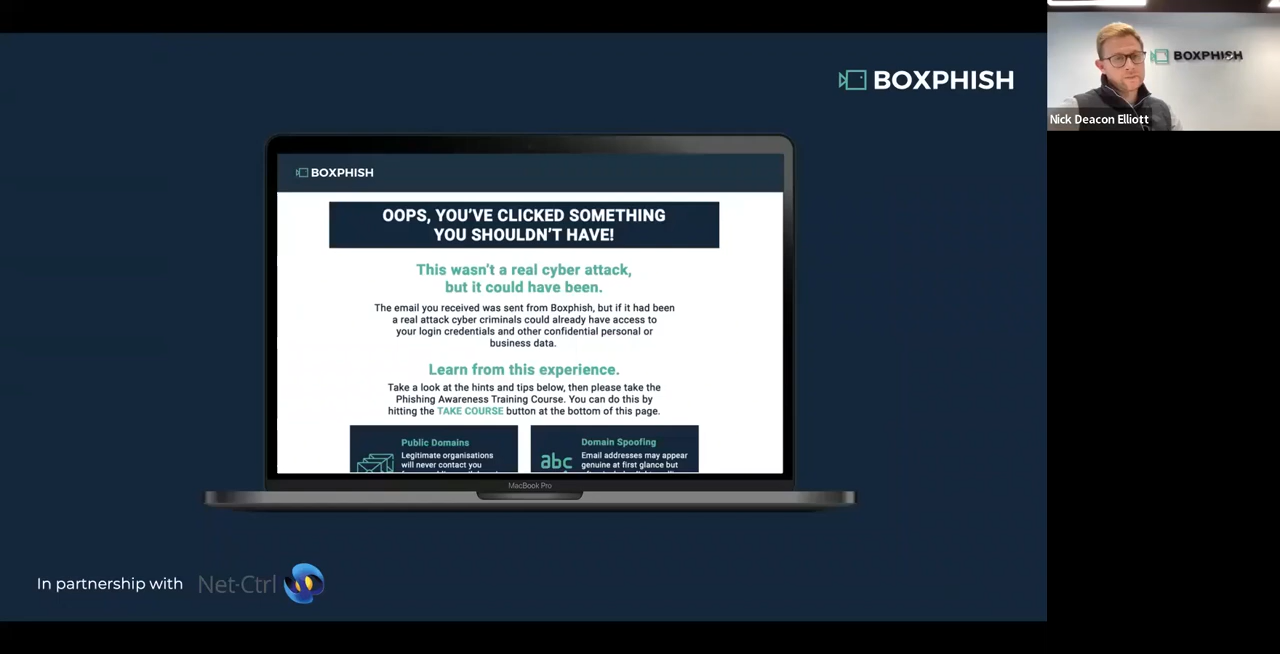 BOXPHISH
BOXPHISH
Nick Deacon Elliott
BOXPHISH
OOPS, YOU'VE CLICKED SOMETHING
YOU SHOULDN'T HAVE!
This wasn't a real cyber attack,
but it could have been.
The email you received was sent from Boxphish, but if it had been
a real attack cyber criminals could already have access to
your login credentials and other confidential personal or
business data.
Learn from this experience.
Take a look at the hints and tips below, then please take the
Phishing Awareness Training Course. You can do this by
hitting the TAKE COURSE button at the bottom of this page.
Public Domains
Legitimate organisations
will never contact you
abc
Domain Spoofing
Email addresses may appear
genuine at first glance but
MacBook Pro
In partnership with Net-Ctrl